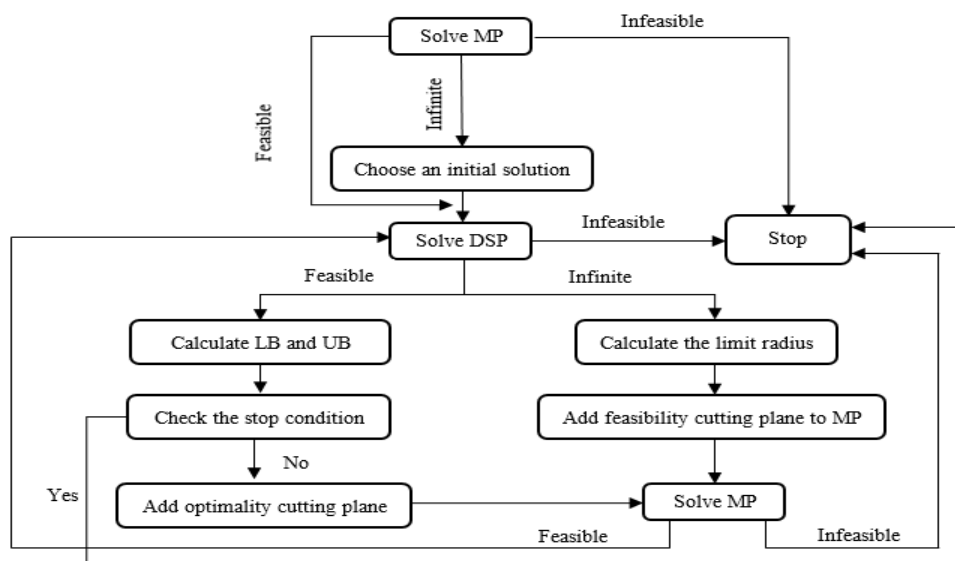 Solve MP
Infeasible
Feasible
Infinite
Choose an initial solution
Solve DSP
Infeasible
Stop
Feasible
Infinite
Calculate LB and UB
Calculate the limit radius
Check the stop condition
Add feasibility cutting plane to MP
No
Yes
Add optimality cutting plane
Solve MP
Feasible
Infeasible